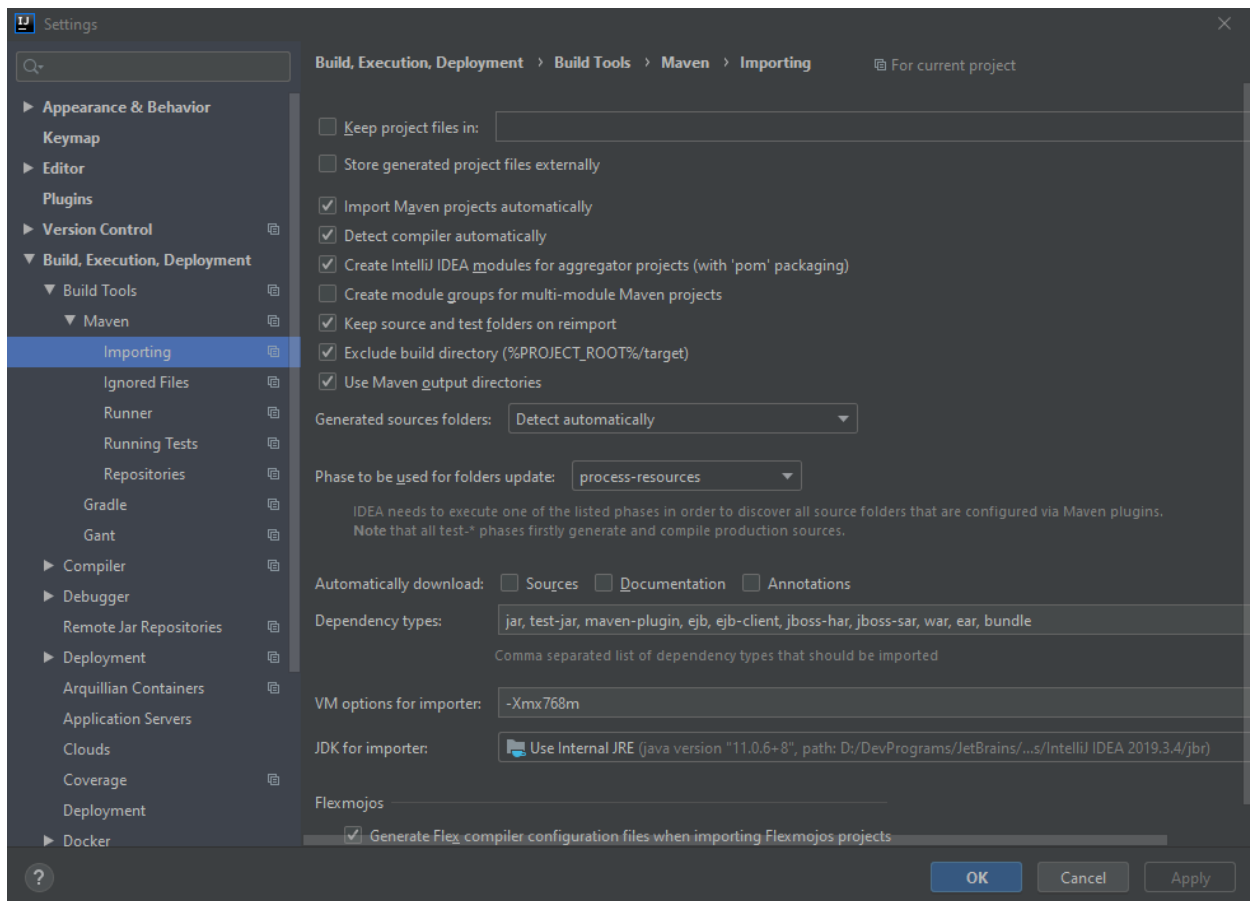 Settings
Build, Execution, Deployment › Build Tools › Maven › Importing For current project
Appearance & Behavior
Keymap
Editor
Plugins
Version Control
Build, Execution, Deployment
Build Tools
Maven
Importing
Ignored Files
Runner
Running Tests
Repositories
Gradle
Gant
Compiler
Debugger
Remote Jar Repositories
Deployment
Arquillian Containers
Application Servers
Clouds
Coverage
Deployment
Docker
Keep project files in:
Store generated project files externally
Import Maven projects automatically
Detect compiler automatically
Create IntelliJ IDEA modules for aggregator projects (with 'pom' packaging)
Create module groups for multi-module Maven projects
Keep source and test folders on reimport
Exclude build directory (%PROJECT_ROOT%/target)
Use Maven output directories
Generated sources folders: Detect automatically
Phase to be used for folders update: process-resources
IDEA needs to execute one of the listed phases in order to discover all source folders that are configured via Maven plugins.
Note that all test-* phases firstly generate and compile production sources.
Automatically download: Sources Documentation Annotations
Dependency types: jar, test-jar, maven-plugin, ejb, ejb-client, jboss-har, jboss-sar, war, ear, bundle
Comma separated list of dependency types that should be imported
VM options for importer: -Xmx768m
JDK for importer: Use Internal JRE (java version "11.0.6+8", path: D:/DevPrograms/JetBrains/...s/IntelliJ IDEA 2019.3.4/jbr)
Flexmojos
Generate Flex compiler configuration files when importing Flexmojos projects
? OK Cancel Apply